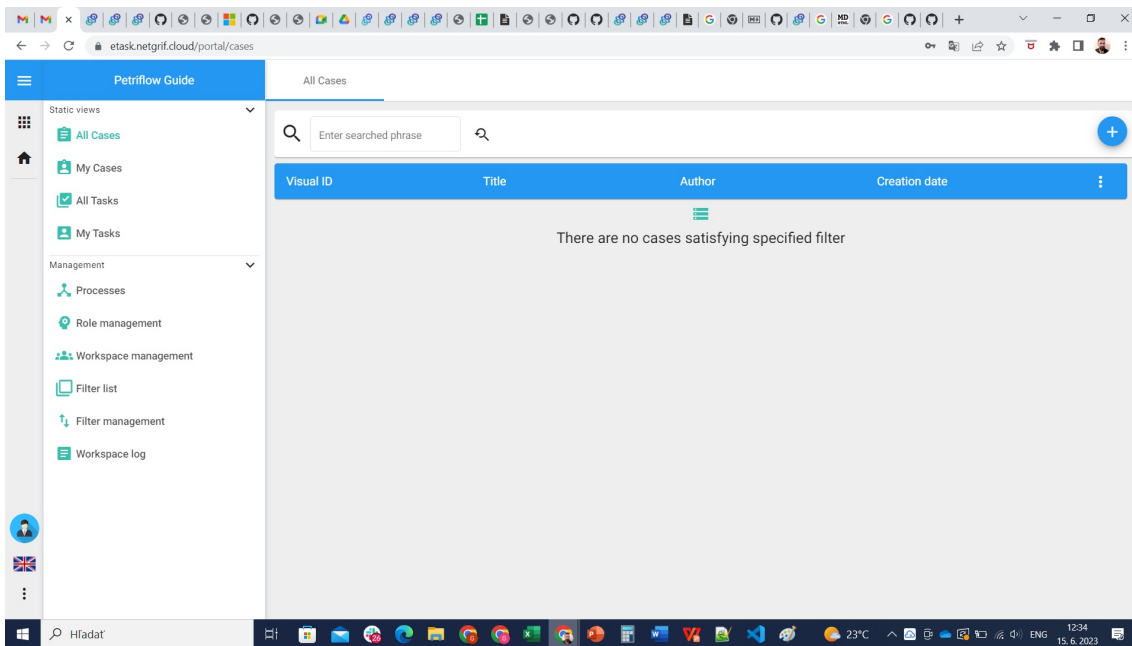 etask.netgrif.cloud/portal/cases
Petriflow Guide
All Cases
Static views
All Cases
My Cases
All Tasks
My Tasks
Management
Processes
Role management
Workspace management
Filter list
Filter management
Workspace log
Enter searched phrase
Visual ID Title Author Creation date
There are no cases satisfying specified filter
Hľadať
23°C
ENG
12:34
15. 6. 2023